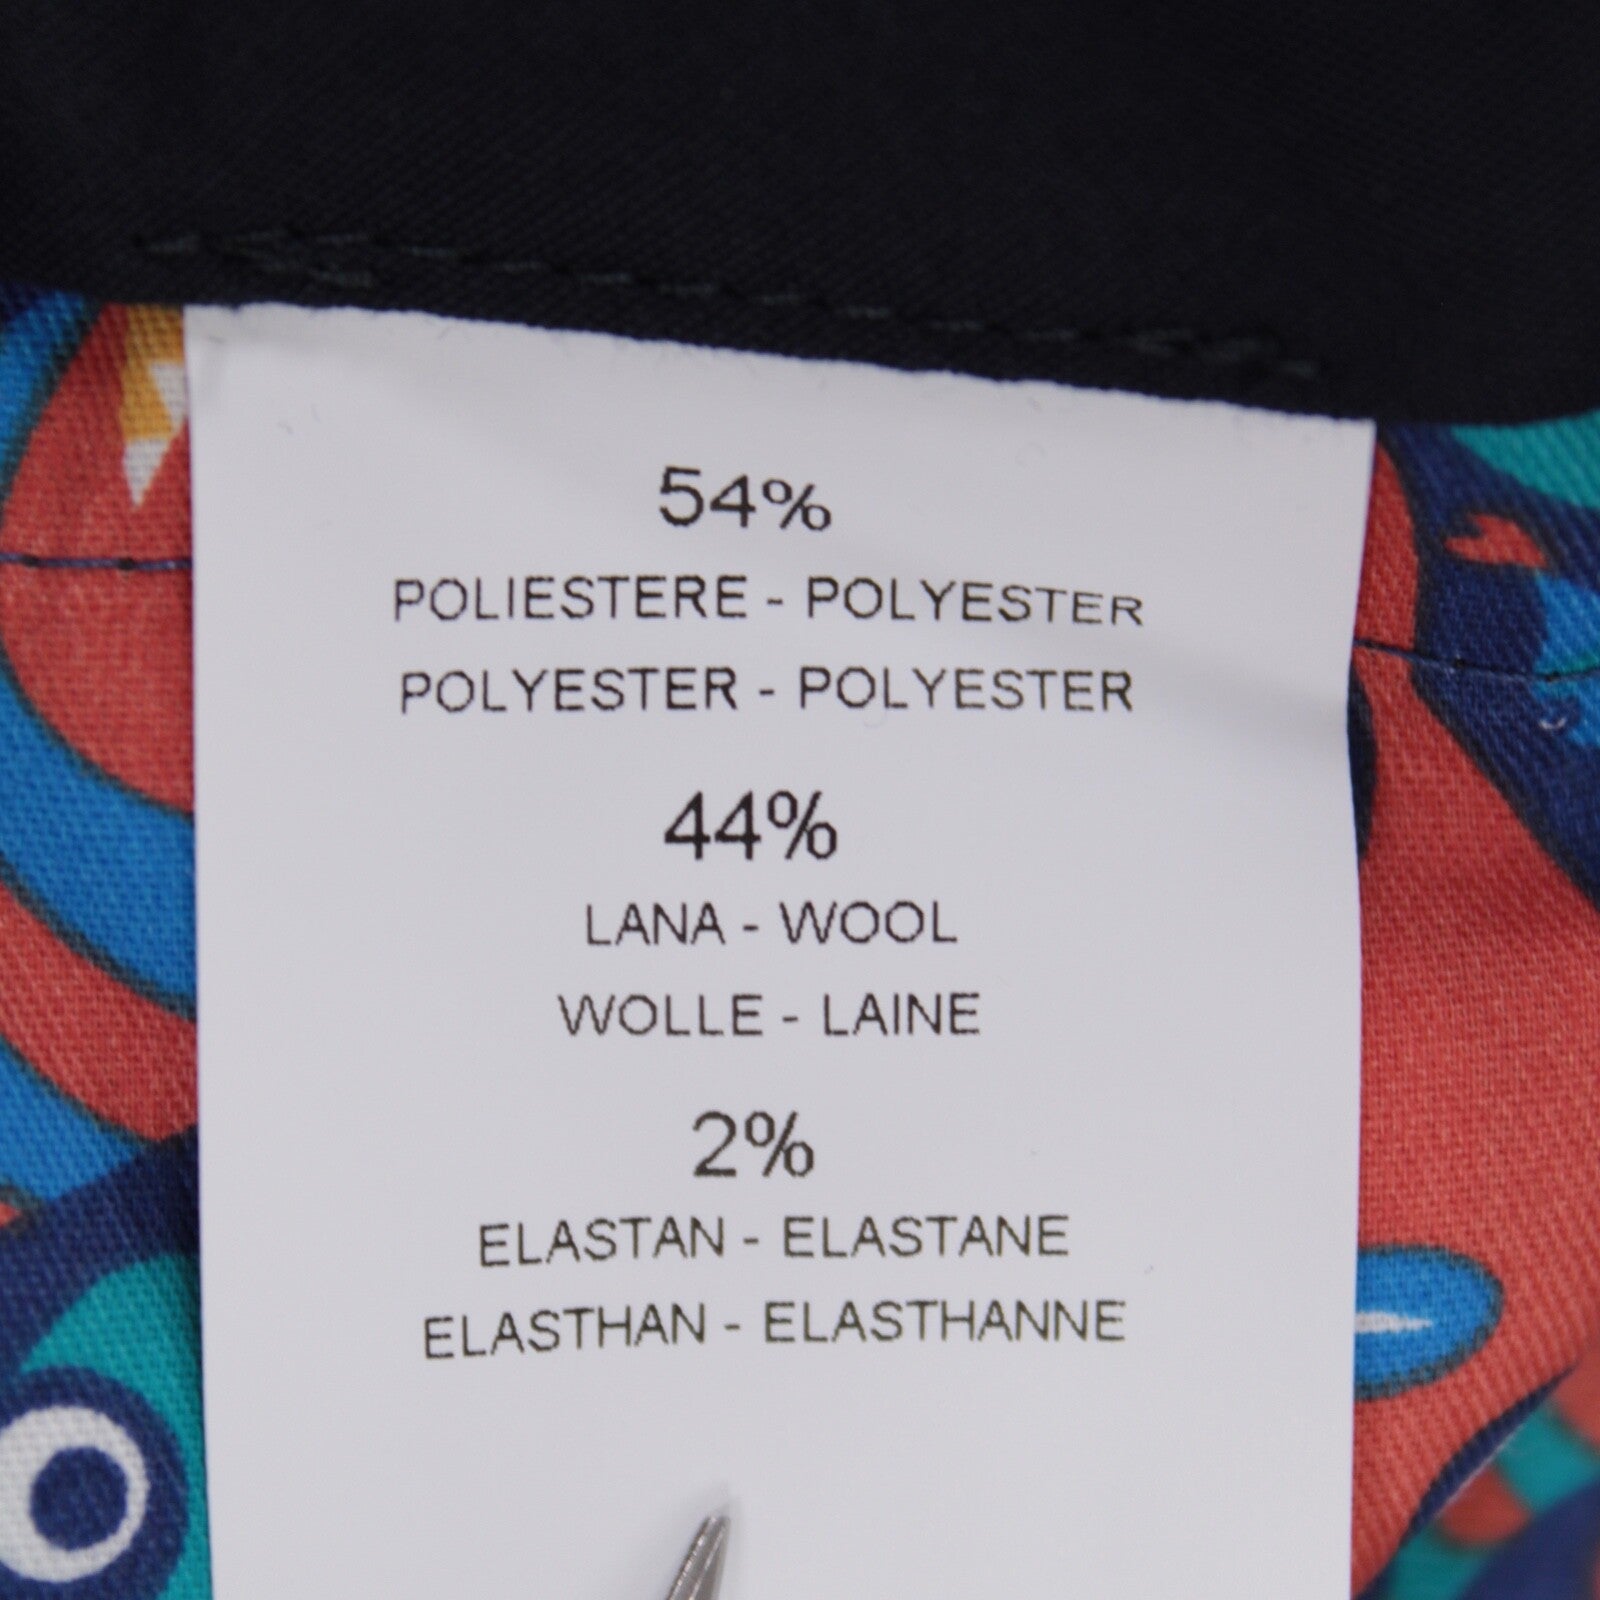 54%
POLIESTERE - POLYESTER
POLYESTER - POLYESTER
44%
LANA - WOOL
WOLLE - LAINE
2%
ELASTAN - ELASTANE
ELASTHAN - ELASTHANNE